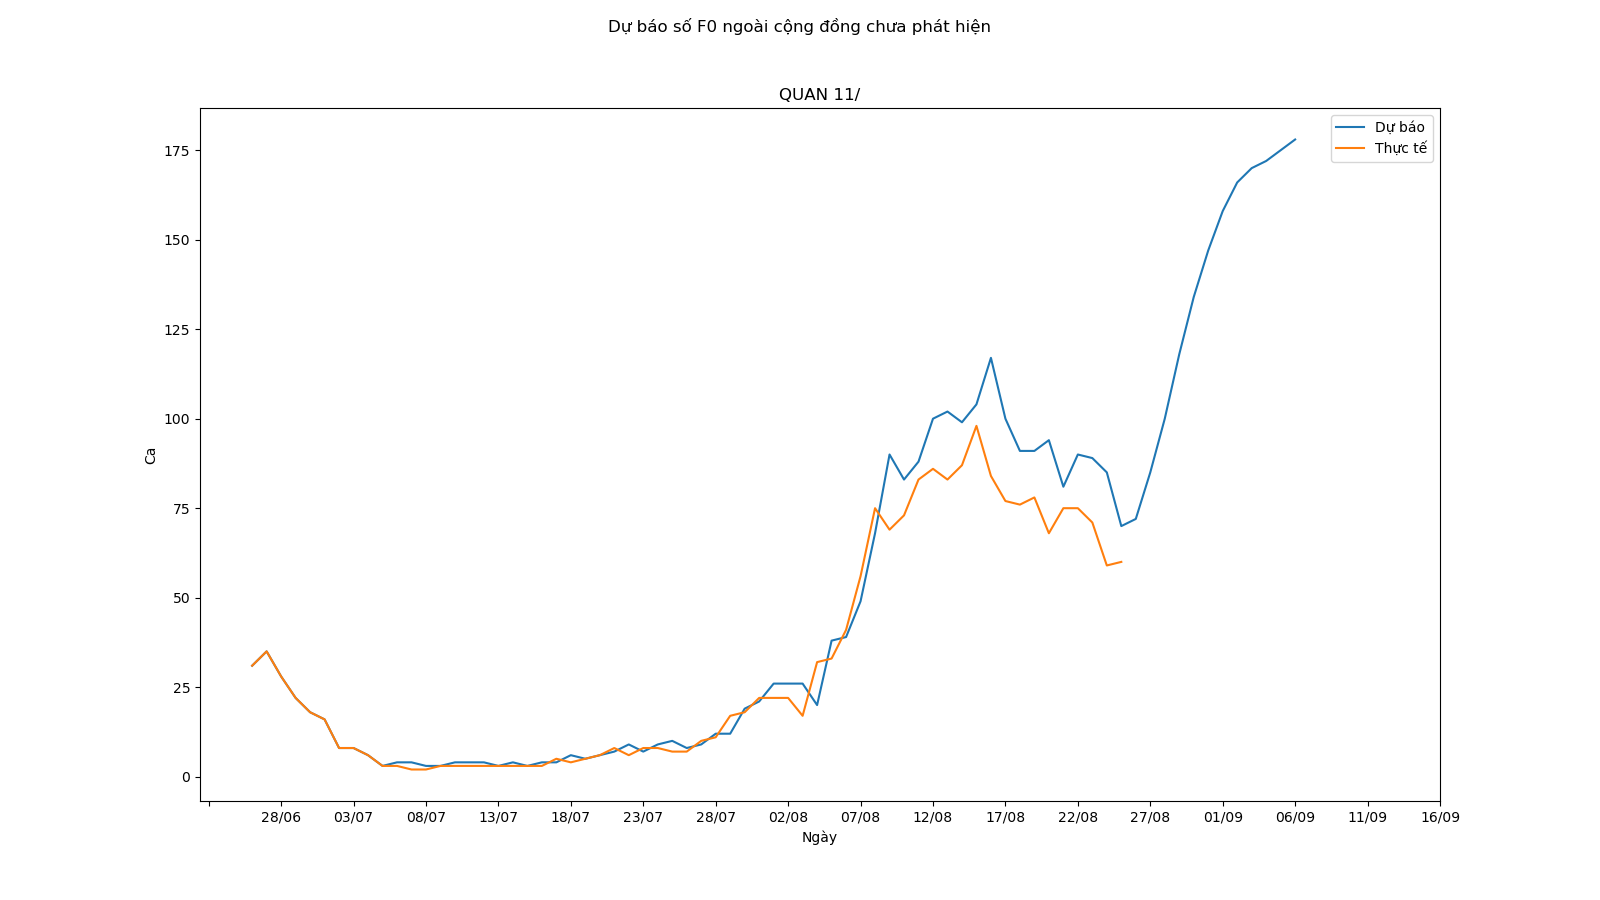 Dự báo số F0 ngoài cộng đồng chưa phát hiện
QUAN 11/
Dự báo
Thực tế
175
150
125
100
75
50
25
0
Ca
28/06 03/07 08/07 13/07 18/07 23/07 28/07 02/08 07/08 12/08 17/08 22/08 27/08 01/09 06/09 11/09 16/09
Ngày